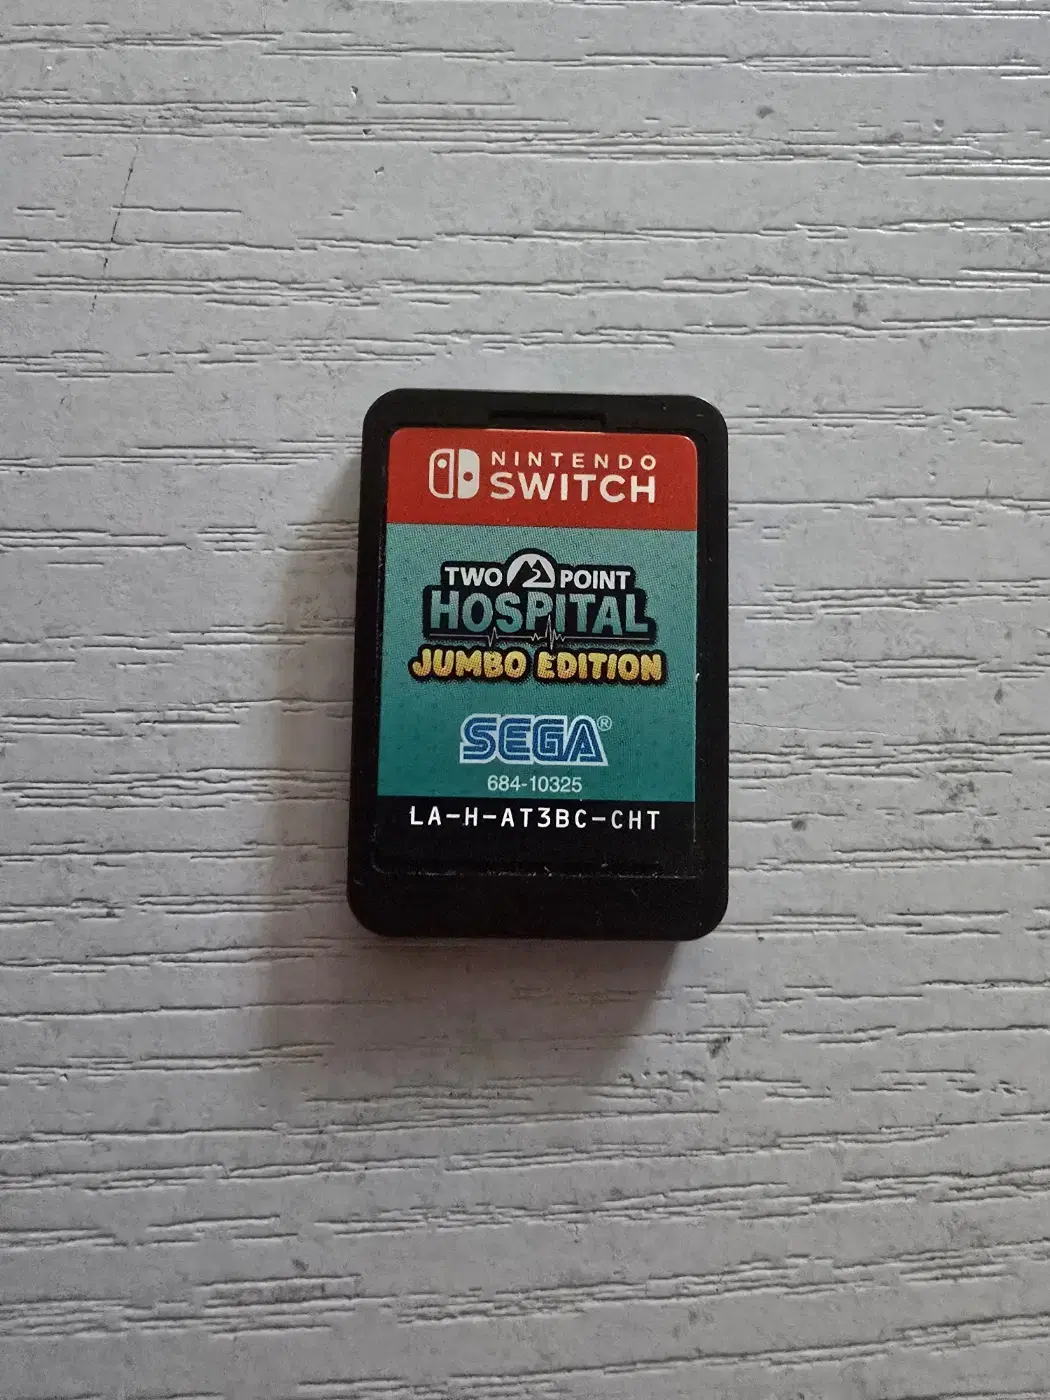 NINTENDO
SWITCH
TWO POINT
HOSPITAL
JUMBO EDITION
SEGA®
684-10325
LA-H-AT3BC-CHT